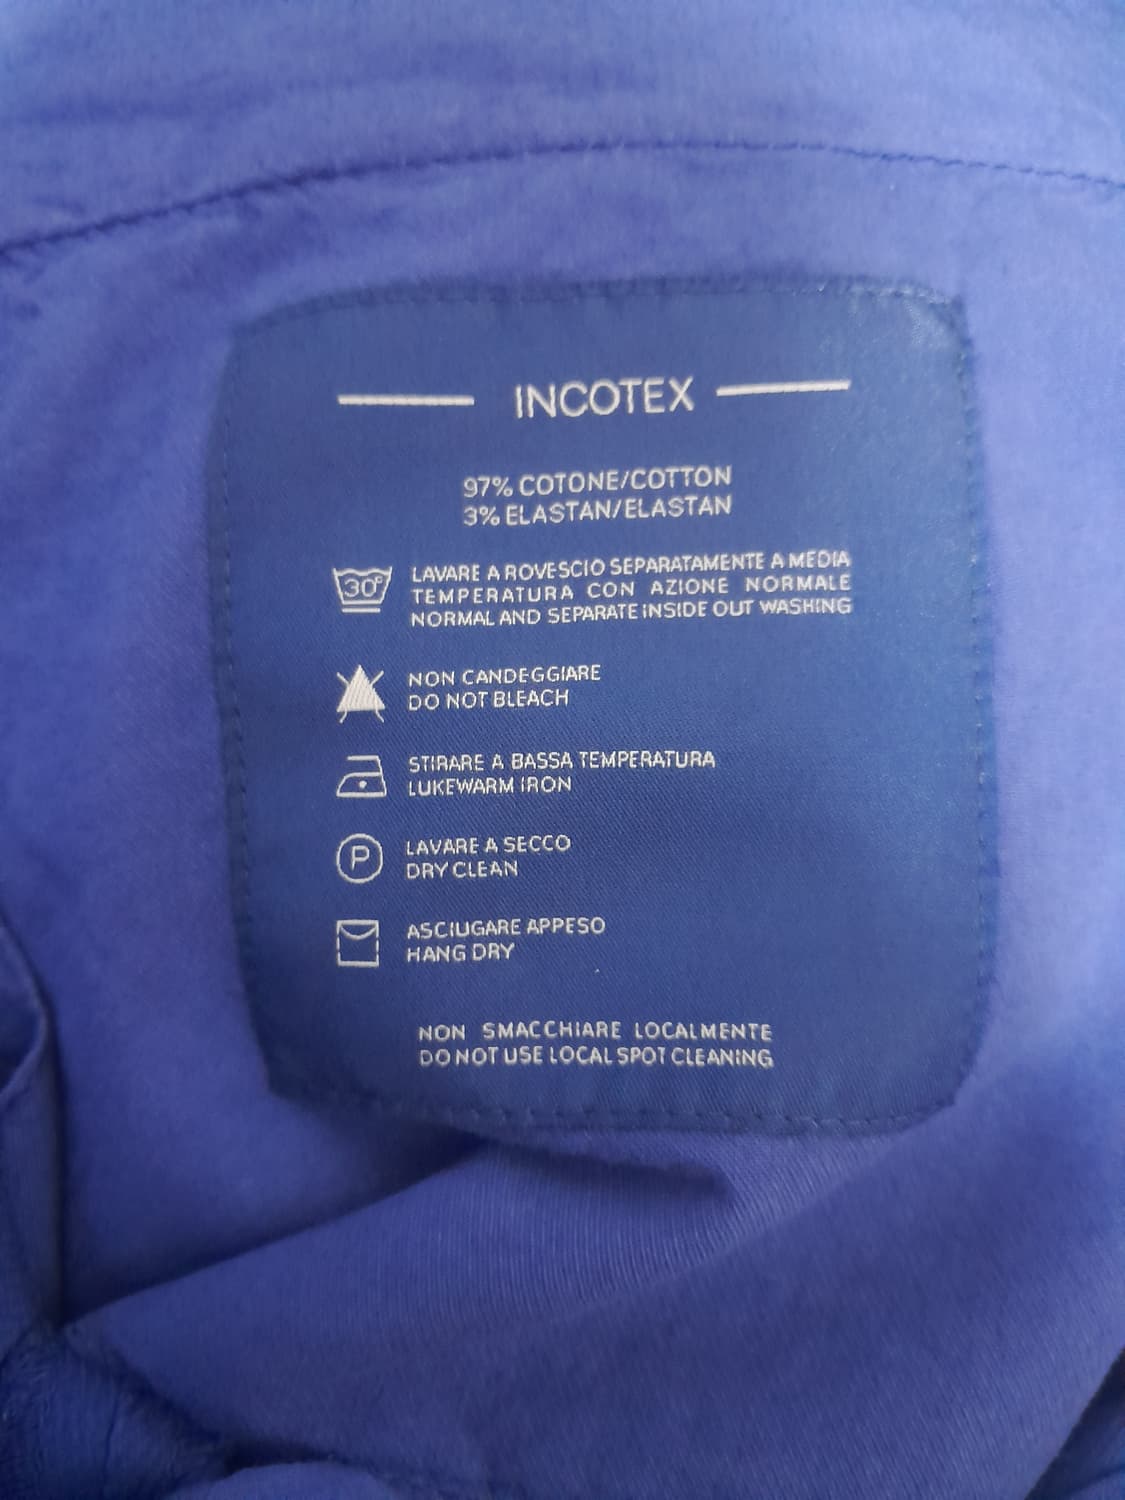 INCOTEX
97% COTONE/COTTON
3% ELASTAN/ELASTAN
30°
LAVARE A ROVESCIO SEPARATAMENTE A MEDIA
TEMPERATURA CON AZIONE NORMALE
NORMAL AND SEPARATE INSIDE OUT WASHING
NON CANDEGGIARE
DO NOT BLEACH
STIRARE A BASSA TEMPERATURA
LUKEWARM IRON
P
LAVARE A SECCO
DRY CLEAN
ASCIUGARE APPESO
HANG DRY
NON SMACCHIARE LOCALMENTE
DO NOT USE LOCAL SPOT CLEANING